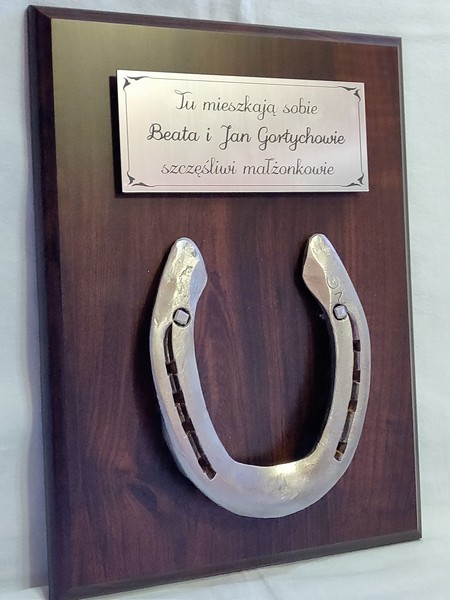 Tu mieszkają sobie
Beata i Jan Gortychowie
szczęśliwi małżonkowie